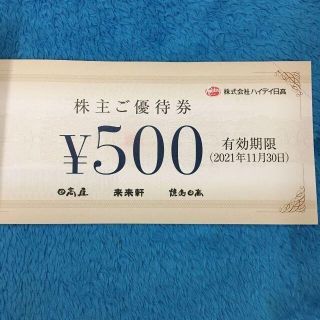 株式会社ハイデイ日高
株主ご優待券
¥500
有効期限
(2021年11月30日)
日高屋 来来軒 焼鳥日高